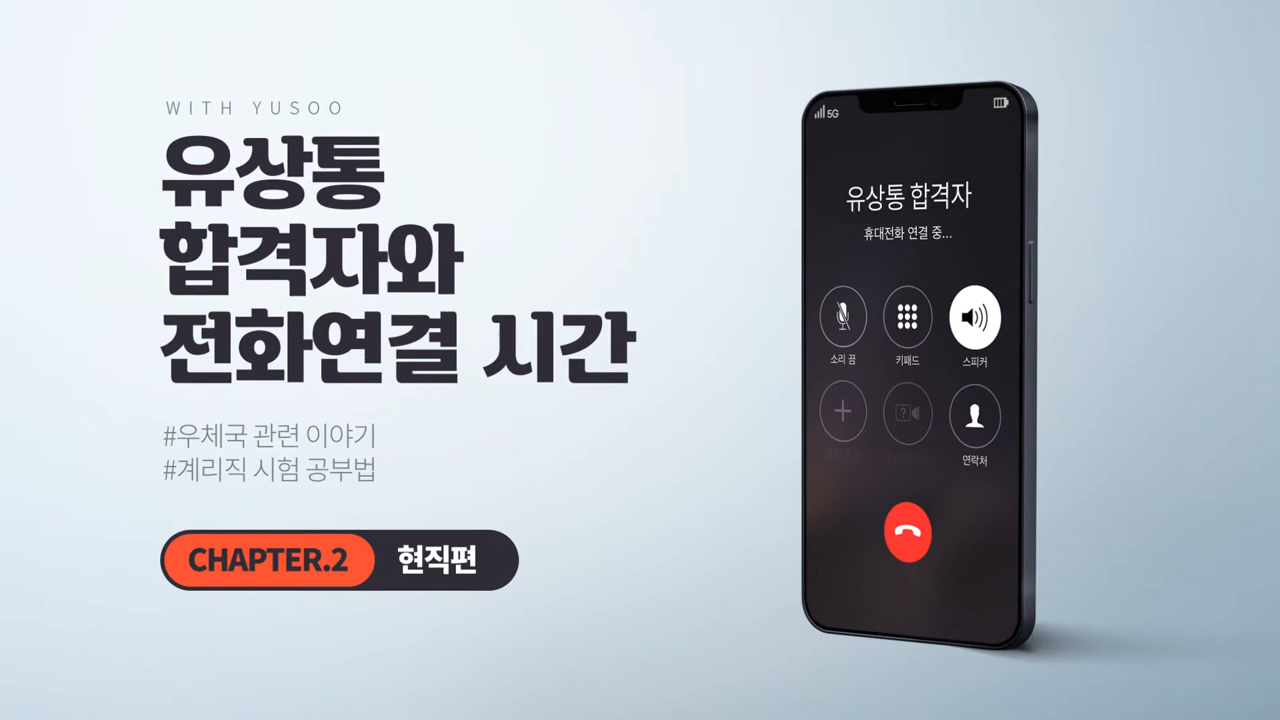 WITH YUSOO
유상통
합격자와
전화연결 시간
#우체국 관련 이야기
#계리직 시험 공부법
CHAPTER.2 현직편
5G
유상통 합격자
휴대전화 연결 중...
소리 끔 키패드 스피커
연락처